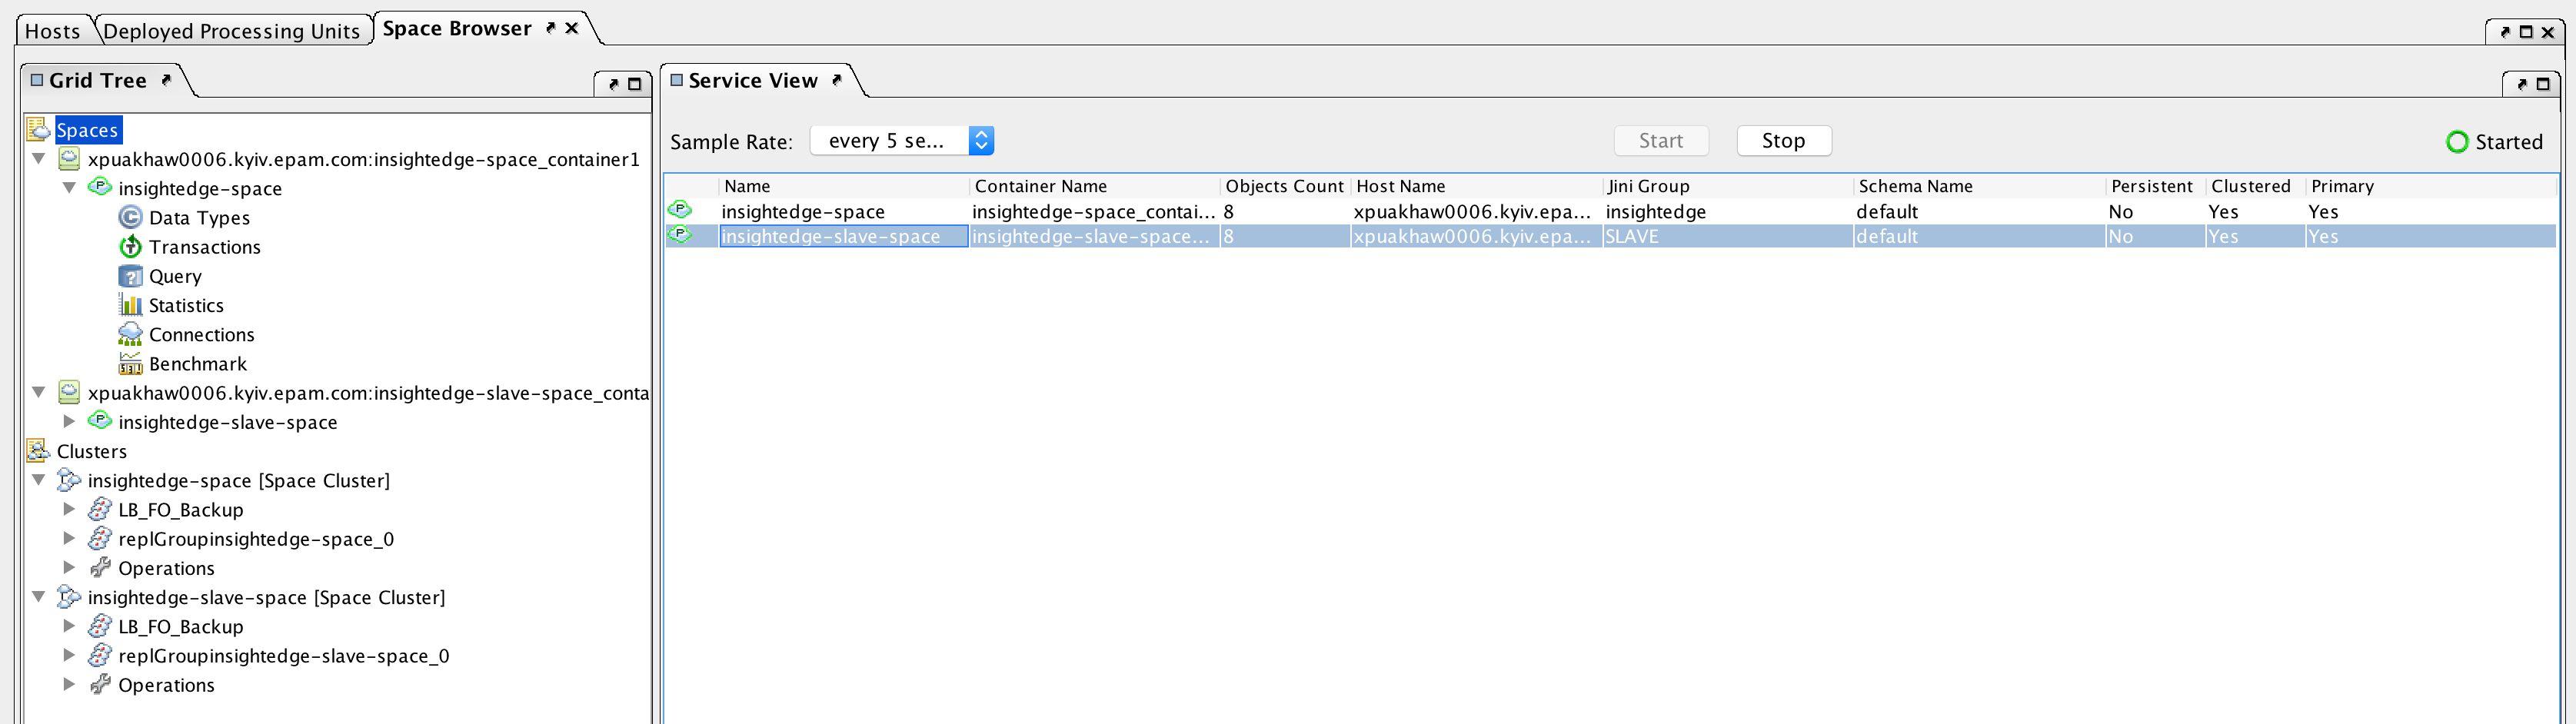 Hosts Deployed Processing Units Space Browser
Grid Tree
Spaces
xpuakhaw0006.kyiv.epam.com:insightedge-space_container1
insightedge-space
Data Types
Transactions
Query
Statistics
Connections
Benchmark
xpuakhaw0006.kyiv.epam.com:insightedge-slave-space_conta
insightedge-slave-space
Clusters
insightedge-space [Space Cluster]
LB_FO_Backup
replGroupinsightedge-space_0
Operations
insightedge-slave-space [Space Cluster]
LB_FO_Backup
replGroupinsightedge-slave-space_0
Operations
Service View
Sample Rate: every 5 se... Start Stop Started
Name Container Name Objects Count Host Name Jini Group Schema Name Persistent Clustered Primary
P insightedge-space insightedge-space_contai... 8 xpuakhaw0006.kyiv.epa... insightedge default No Yes Yes
P insightedge-slave-space insightedge-slave-space... 8 xpuakhaw0006.kyiv.epa... SLAVE default No Yes Yes